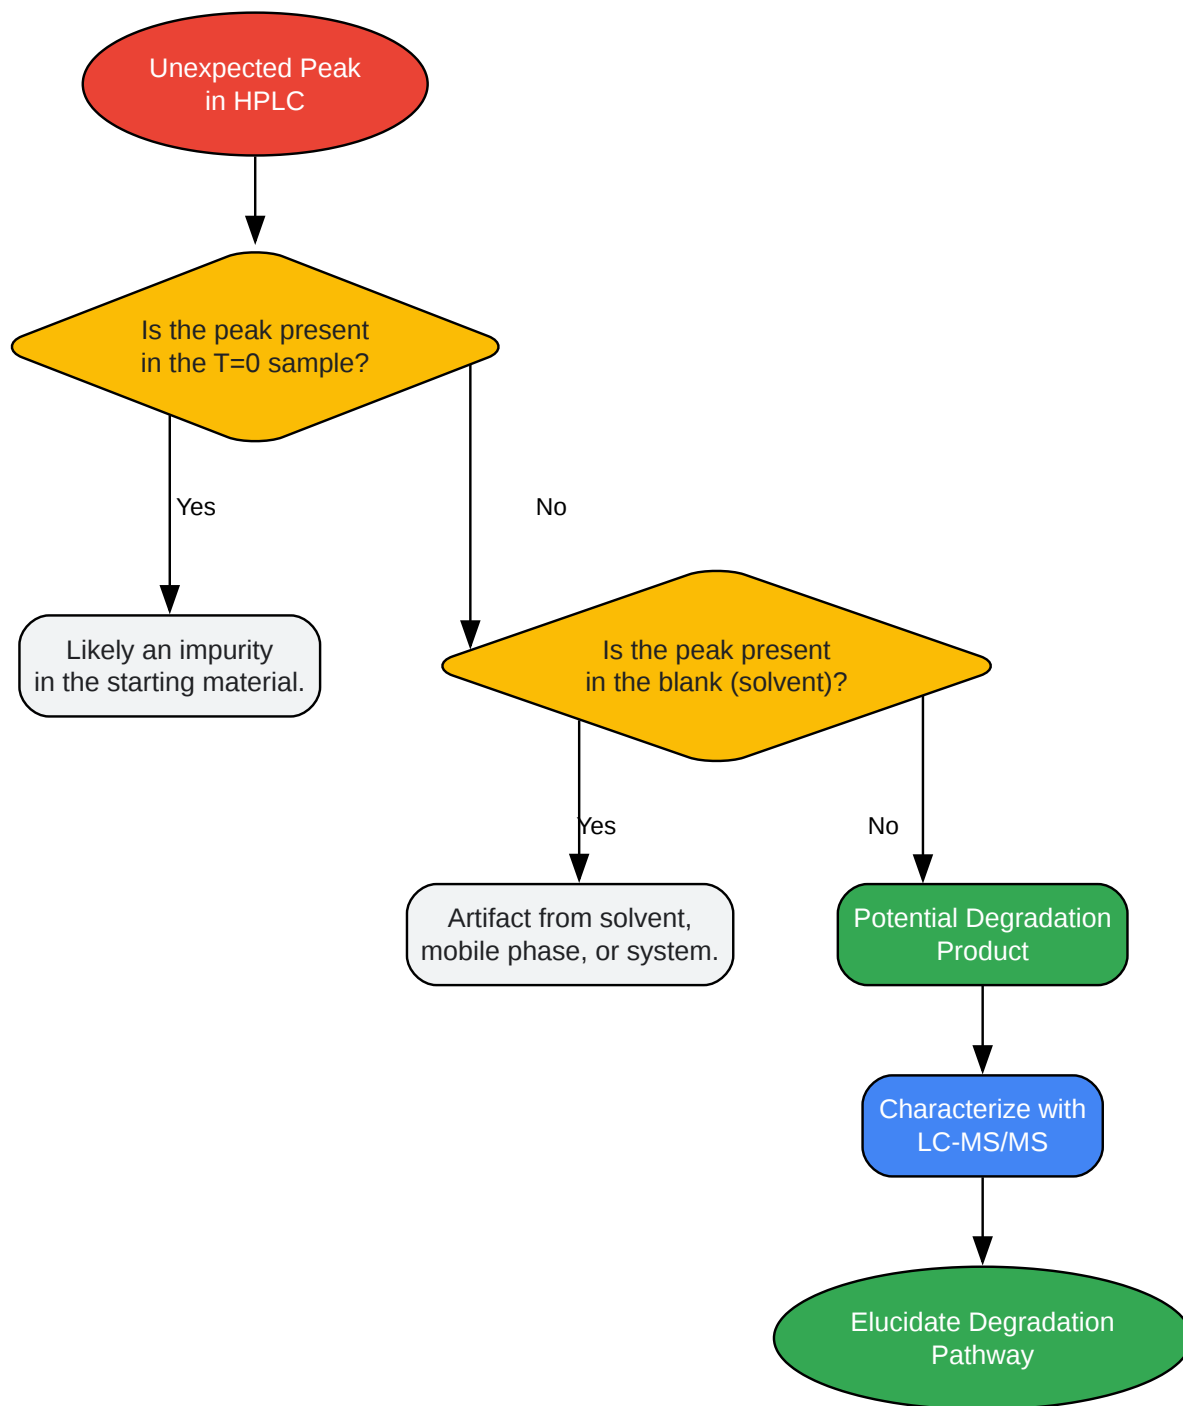 Unexpected Peak
in HPLC
Is the peak present
in the T=0 sample?
Yes
No
Likely an impurity
in the starting material.
Is the peak present
in the blank (solvent)?
Yes
No
Artifact from solvent,
mobile phase, or system.
Potential Degradation
Product
Characterize with
LC-MS/MS
Elucidate Degradation
Pathway